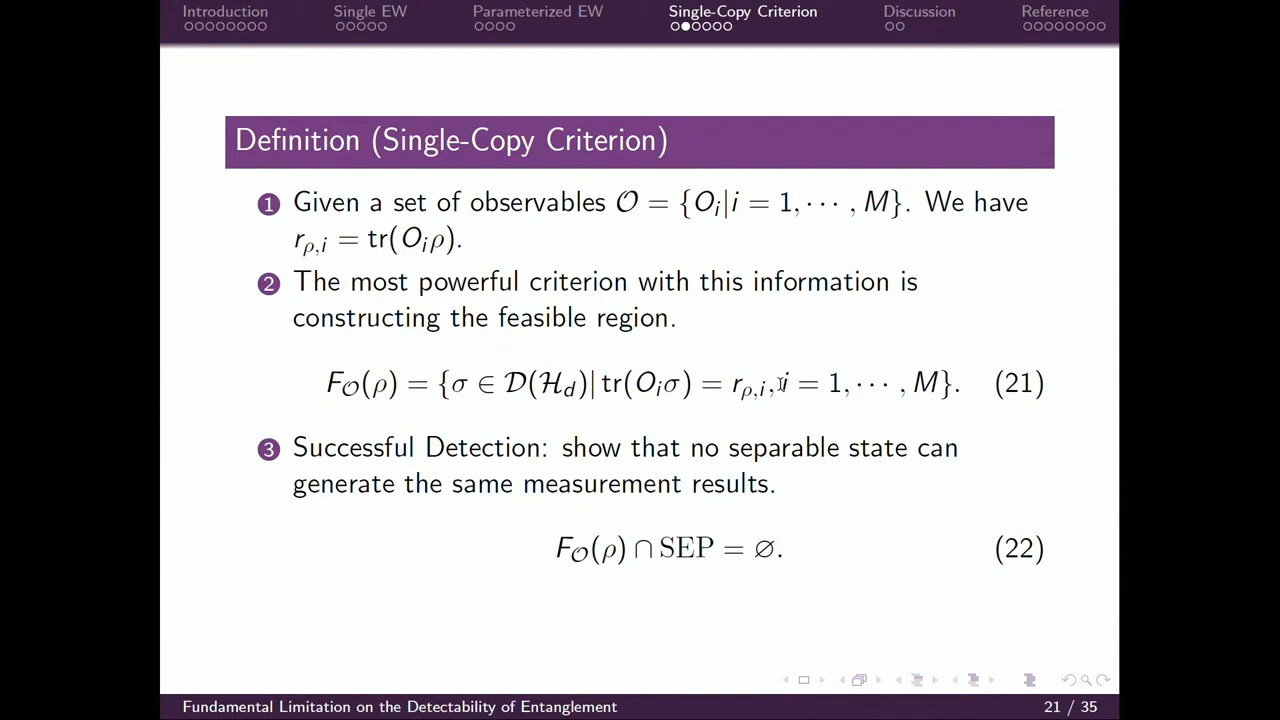 Introduction Single EW Parameterized EW Single-Copy Criterion Discussion Reference
Definition (Single-Copy Criterion)
1 Given a set of observables 𝒪 = {O_i|i = 1, ⋯ , M}. We have
r_{ρ,i} = tr(O_iρ).
2 The most powerful criterion with this information is
constructing the feasible region.
F_𝒪(ρ) = {σ ∈ 𝒟(ℋ_d)| tr(O_iσ) = r_{ρ,i}, i = 1, ⋯ , M}. (21)
3 Successful Detection: show that no separable state can
generate the same measurement results.
F_𝒪(ρ) ∩ SEP = ∅. (22)
Fundamental Limitation on the Detectability of Entanglement 21 / 35